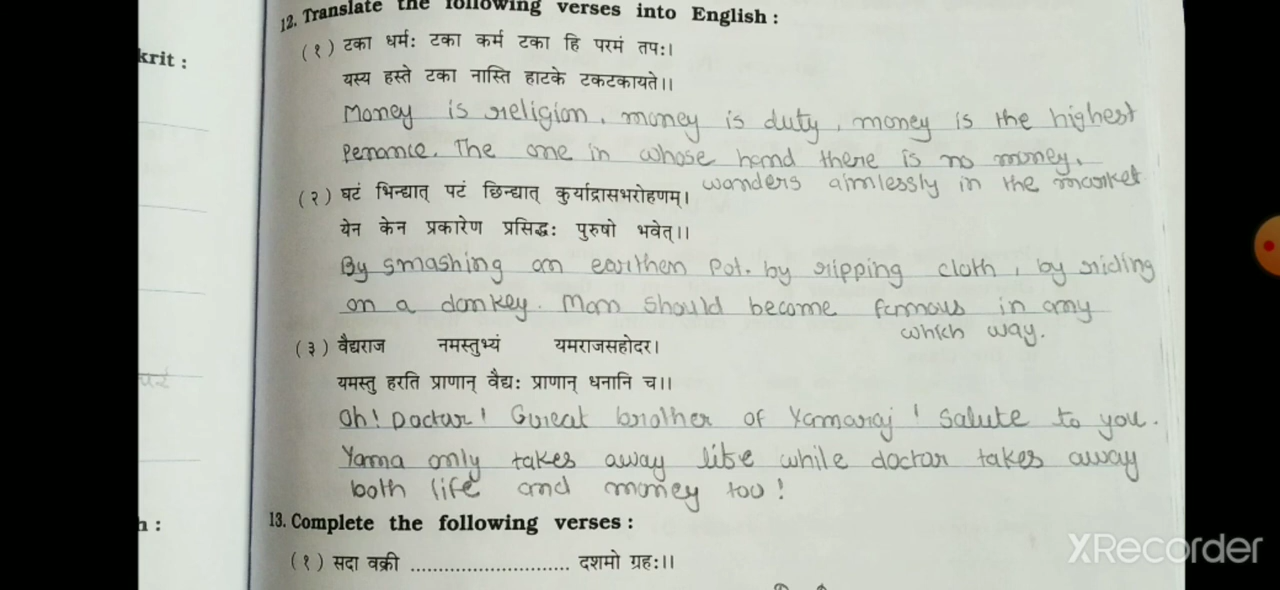 12. Translate the following verses into English :
krit :
(१) टका धर्मः टका कर्म टका हि परमं तपः।
यस्य हस्ते टका नास्ति हाटके टकटकायते।।
Money is religion, money is duty, money is the highest
Penance. The one in whose hand there is no money,
wanders aimlessly in the market
(२) घटं भिन्द्यात् पटं छिन्द्यात् कुर्याद्रासभरोहणम्।
येन केन प्रकारेण प्रसिद्धः पुरुषो भवेत्।।
By smashing an earthen Pot. by ripping cloth, by riding
on a donkey. Man should become famous in any
which way.
(३) वैद्यराज नमस्तुभ्यं यमराजसहोदर।
यमस्तु हरति प्राणान् वैद्यः प्राणान् धनानि च।।
Oh! Doctar! Great brother of Yamaraj! Salute to you.
Yama only takes away life while doctar takes away
both life and money too!
h :
13. Complete the following verses :
(१) सदा वक्री ........................... दशमो ग्रहः।।
XRecorder